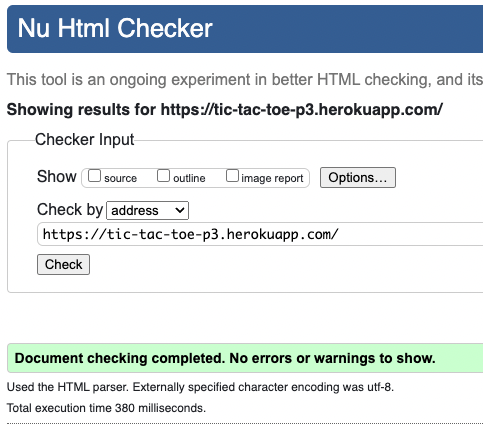 Nu Html Checker
This tool is an ongoing experiment in better HTML checking, and its
Showing results for https://tic-tac-toe-p3.herokuapp.com/
Checker Input
Show source outline image report Options...
Check by address
https://tic-tac-toe-p3.herokuapp.com/
Check
Document checking completed. No errors or warnings to show.
Used the HTML parser. Externally specified character encoding was utf-8.
Total execution time 380 milliseconds.